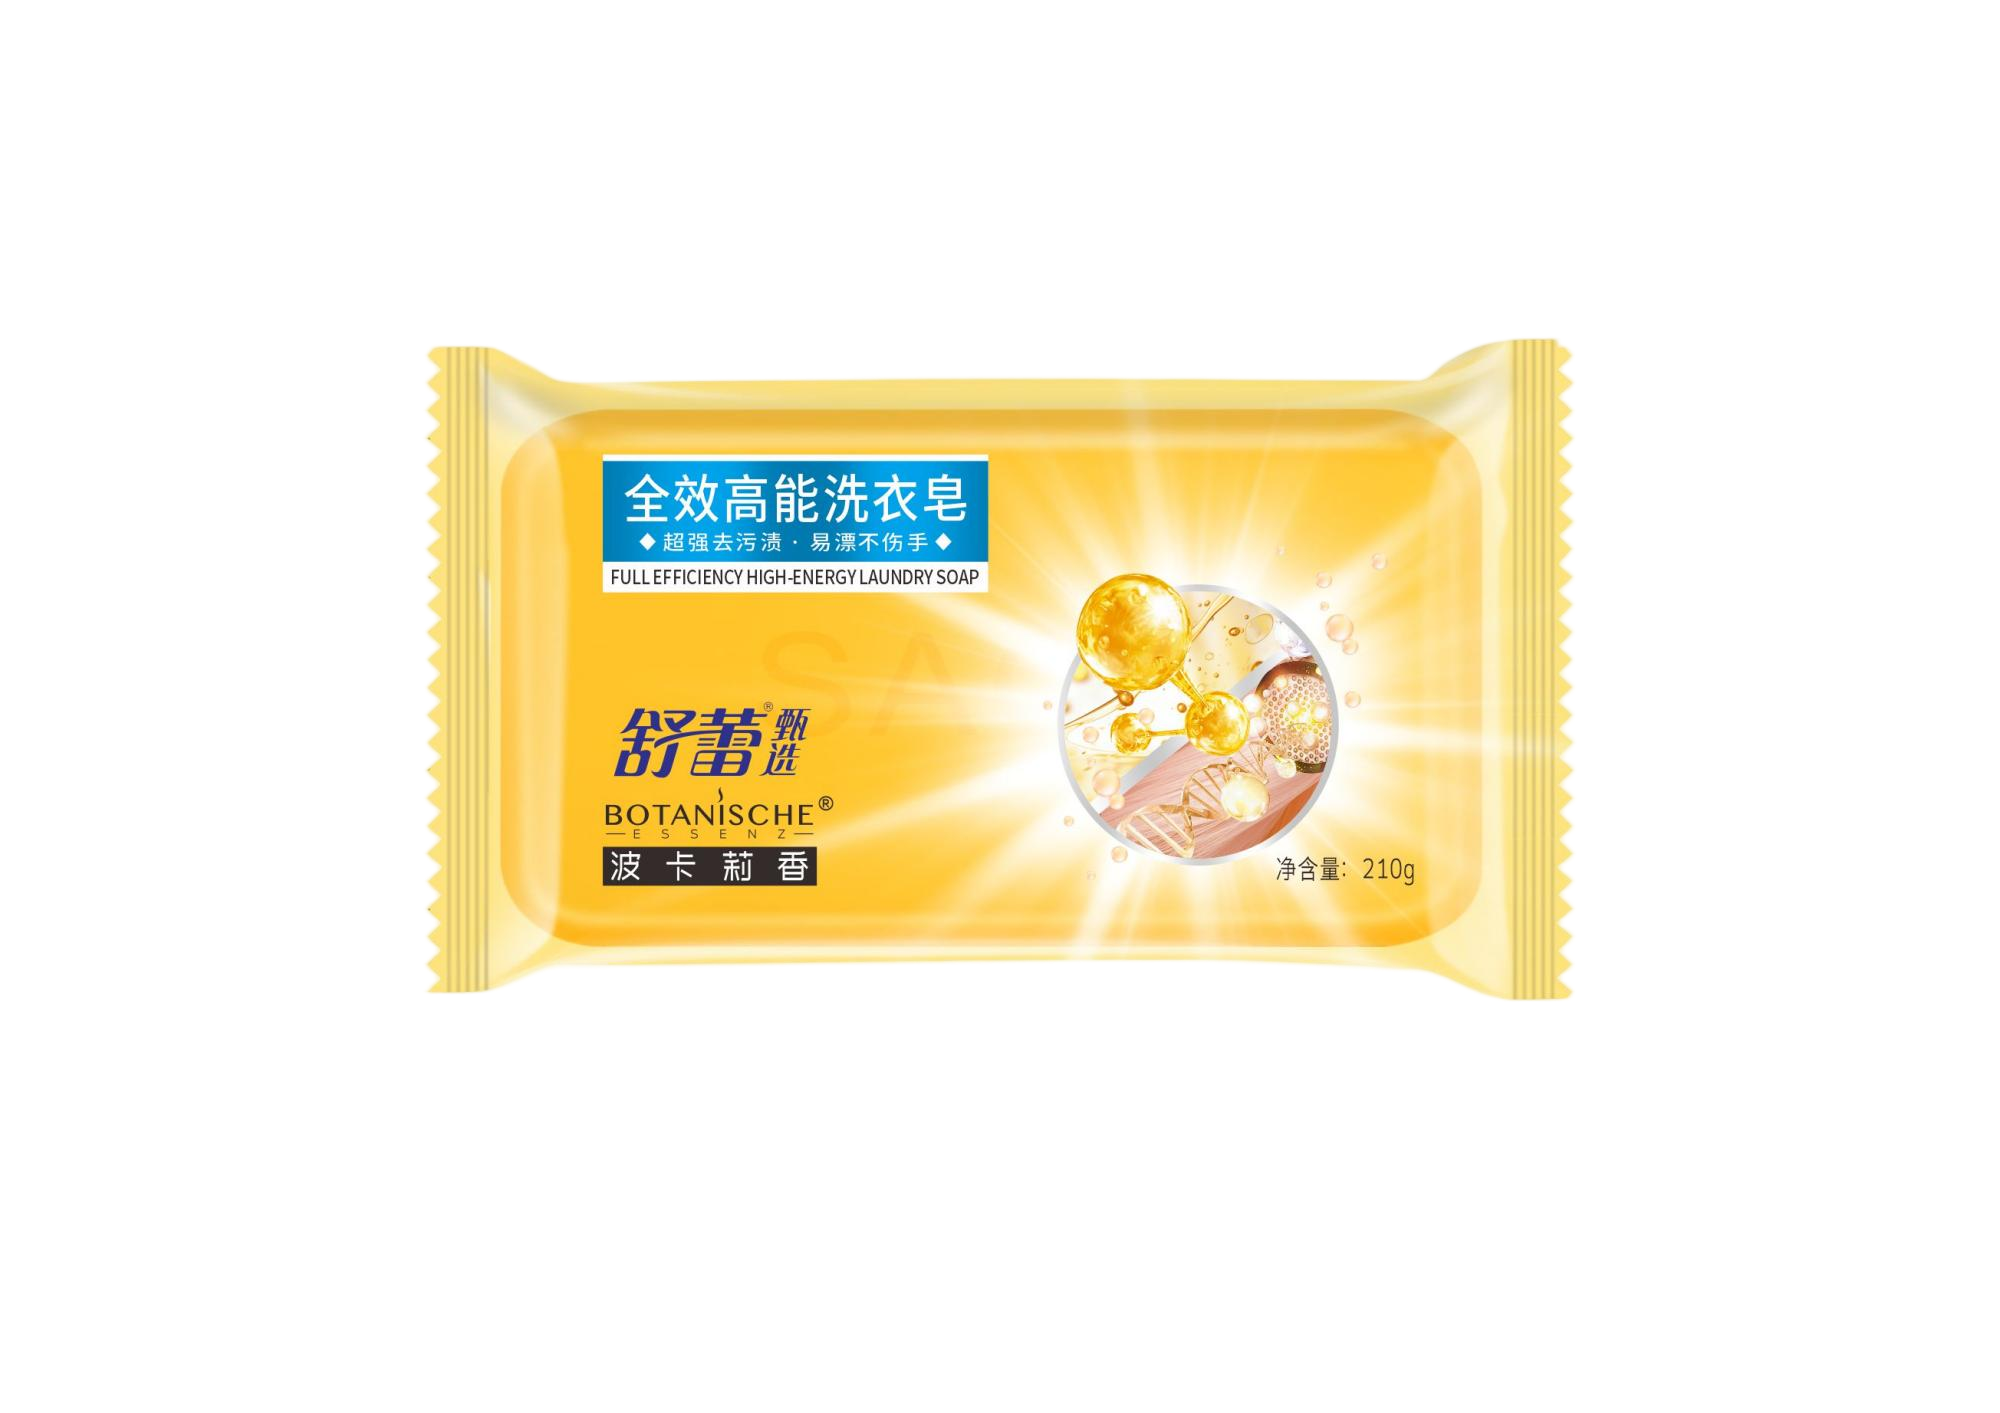 全效高能洗衣皂
◆超强去污渍·易漂不伤手◆
FULL EFFICIENCY HIGH-ENERGY LAUNDRY SOAP
SA
舒蕾®甄选
BOTANISCHE®
ESSENZ
波卡莉香
净含量：210g